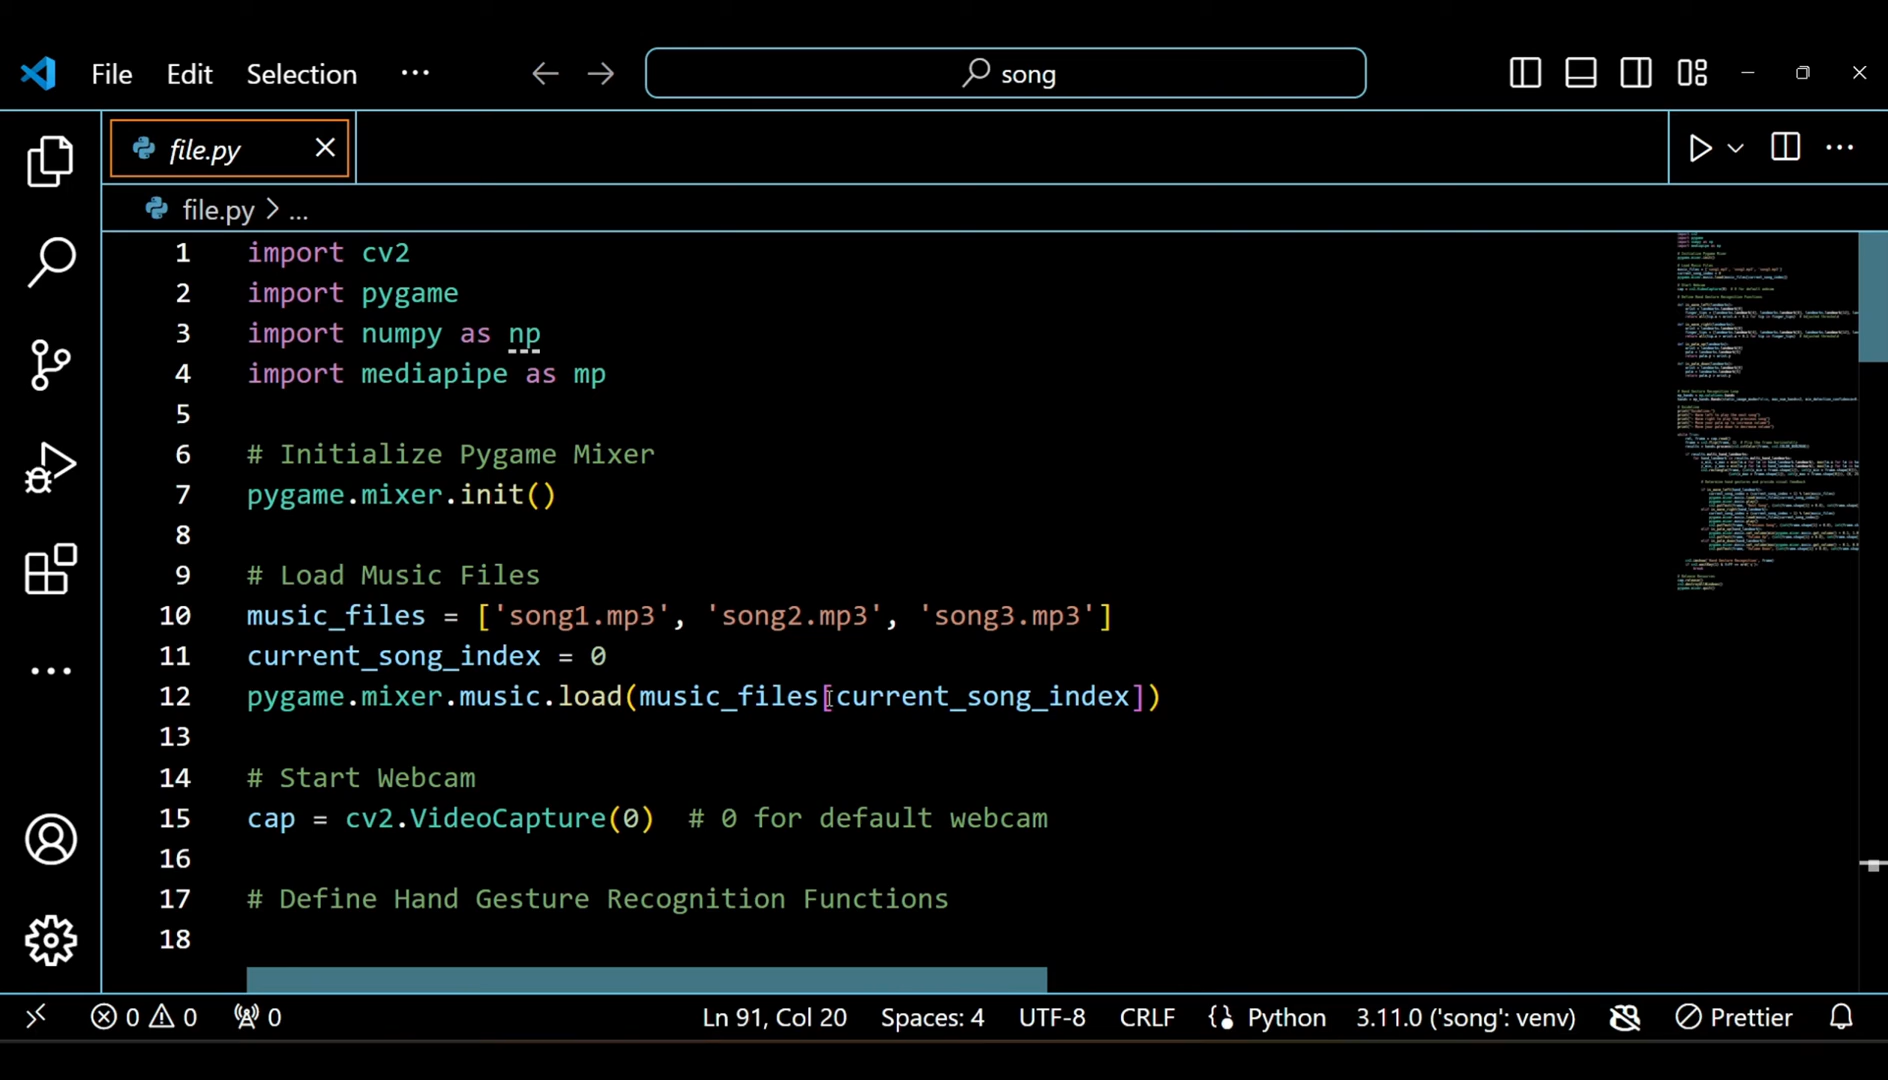 File Edit Selection ··· song
file.py
file.py > ...
1 import cv2
2 import pygame
3 import numpy as np
4 import mediapipe as mp
5
6 # Initialize Pygame Mixer
7 pygame.mixer.init()
8
9 # Load Music Files
10 music_files = ['song1.mp3', 'song2.mp3', 'song3.mp3']
11 current_song_index = 0
12 pygame.mixer.music.load(music_files[current_song_index])
13
14 # Start Webcam
15 cap = cv2.VideoCapture(0)  # 0 for default webcam
16
17 # Define Hand Gesture Recognition Functions
18
0 0 0 Ln 91, Col 20 Spaces: 4 UTF-8 CRLF Python 3.11.0 ('song': venv) Prettier